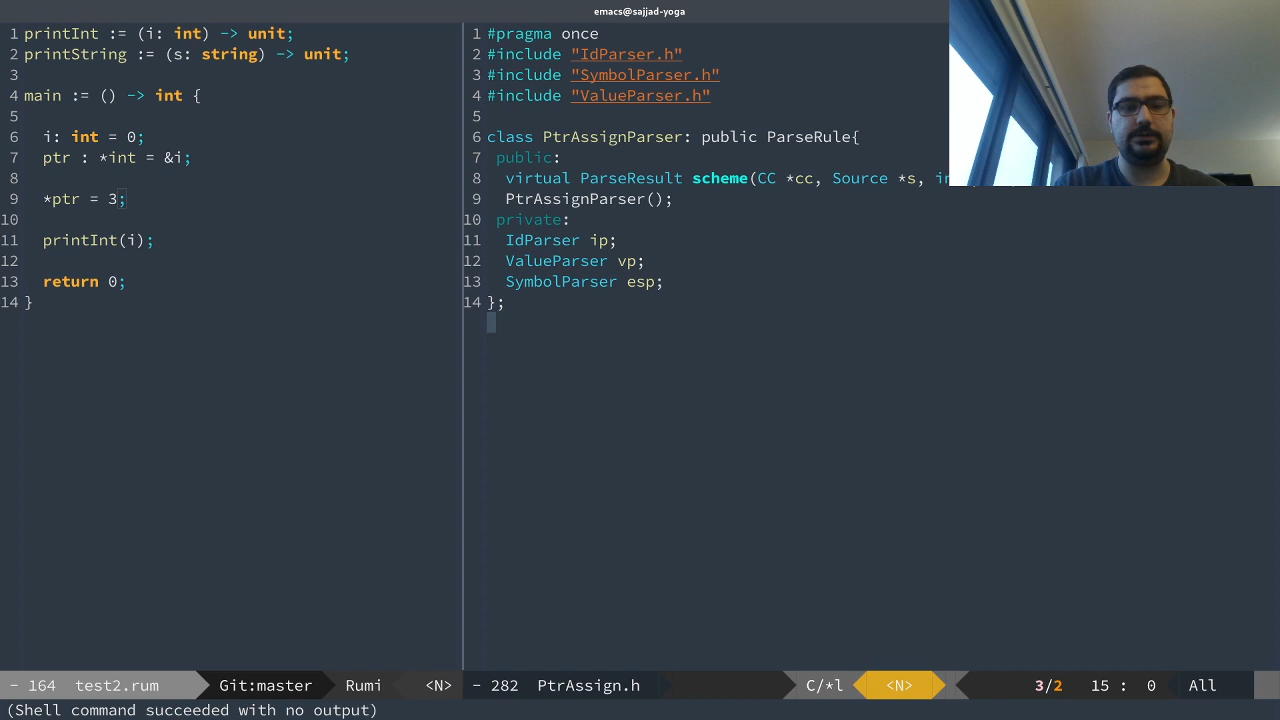 emacs@sajjad-yoga
1 printInt := (i: int) -> unit;
2 printString := (s: string) -> unit;
3
4 main := () -> int {
5
6   i: int = 0;
7   ptr : *int = &i;
8
9   *ptr = 3;
10
11   printInt(i);
12
13   return 0;
14 }
- 164 test2.rum Git:master Rumi <N>
1 #pragma once
2 #include "IdParser.h"
3 #include "SymbolParser.h"
4 #include "ValueParser.h"
5
6 class PtrAssignParser: public ParseRule{
7  public:
8   virtual ParseResult scheme(CC *cc, Source *s, in
9   PtrAssignParser();
10  private:
11   IdParser ip;
12   ValueParser vp;
13   SymbolParser esp;
14 };
- 282 PtrAssign.h C/*l <N> 3/2 15 : 0 All
(Shell command succeeded with no output)